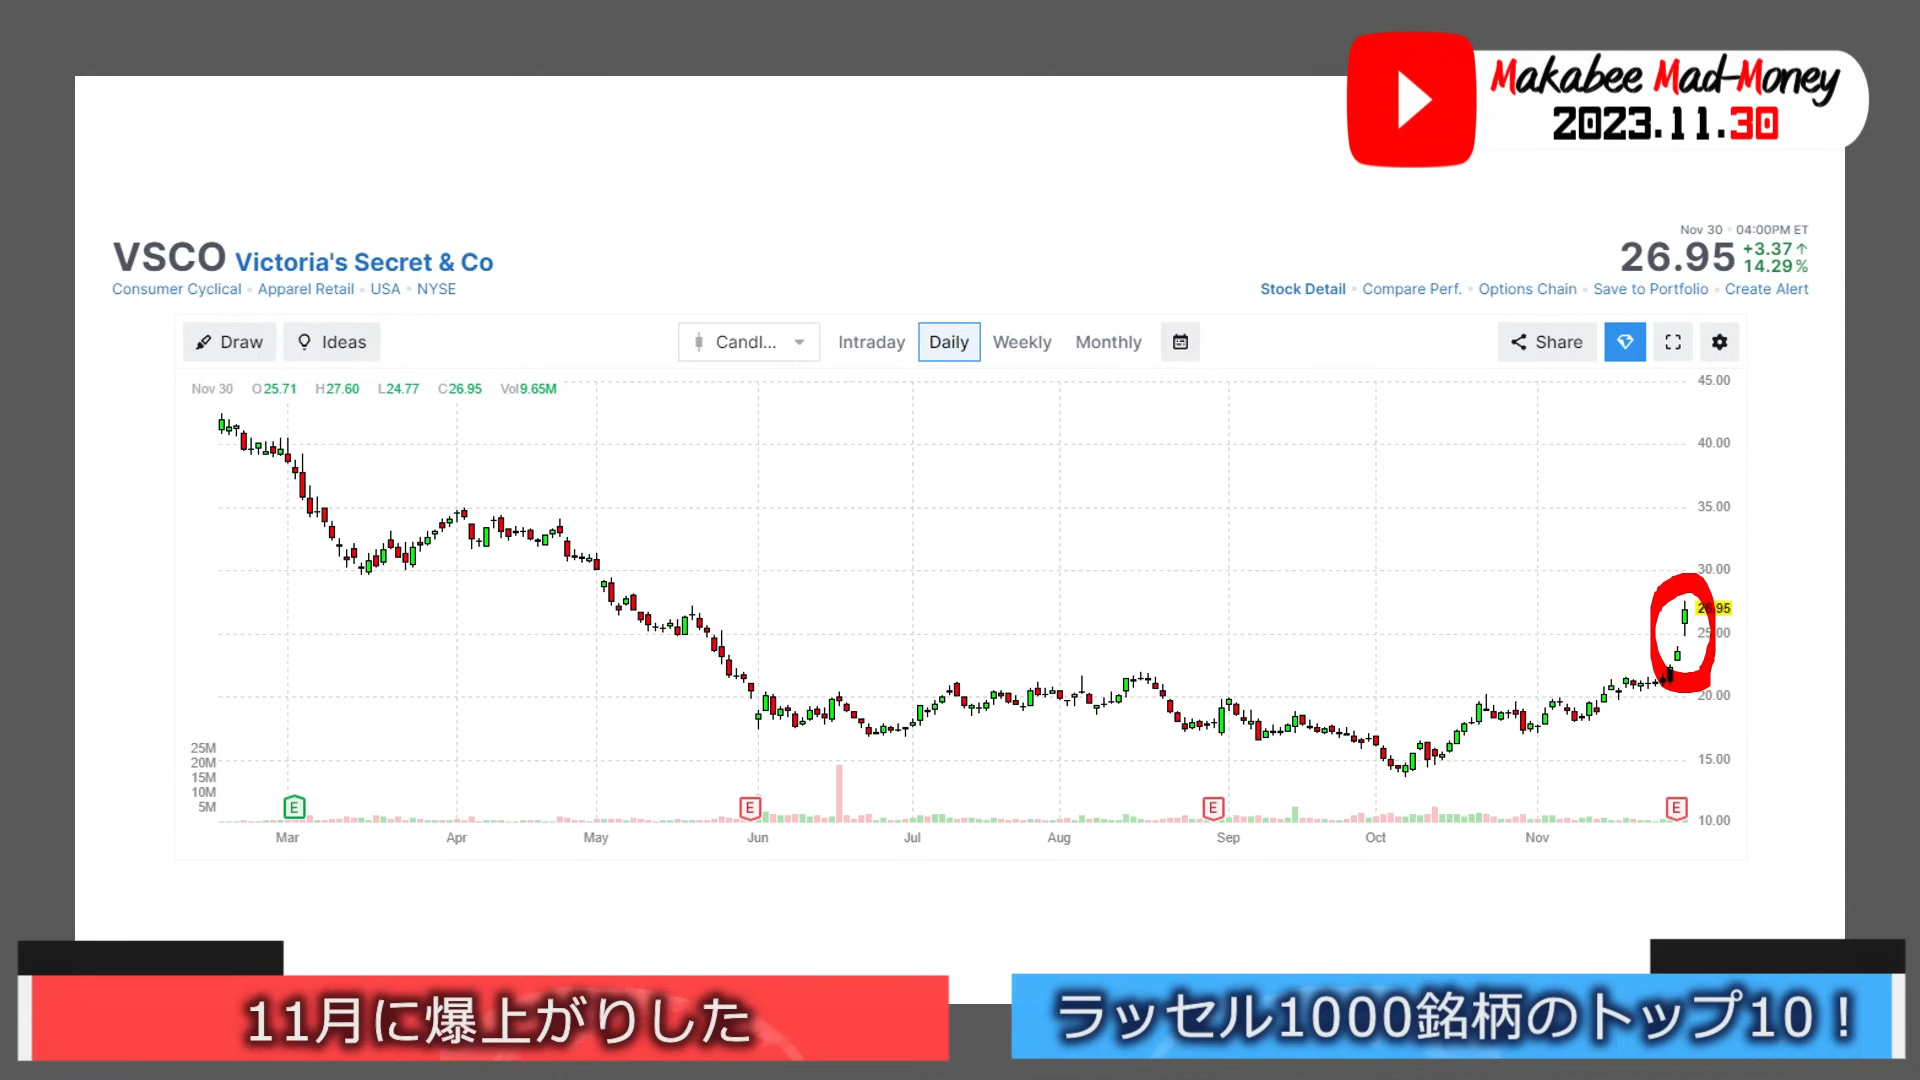 Makabee Mad-Money
2023.11.30
Nov 30 • 04:00PM ET
VSCO Victoria's Secret & Co
26.95 +3.37↑
14.29%
Consumer Cyclical • Apparel Retail • USA • NYSE
Stock Detail • Compare Perf. • Options Chain • Save to Portfolio • Create Alert
Draw Ideas Candl... Intraday Daily Weekly Monthly Share
Nov 30 O25.71 H27.60 L24.77 C26.95 Vol9.65M
45.00
40.00
35.00
30.00
26.95
25.00
20.00
15.00
10.00
25M
20M
15M
10M
5M
E E E E
Mar Apr May Jun Jul Aug Sep Oct Nov
11月に爆上がりした
ラッセル1000銘柄のトップ10！